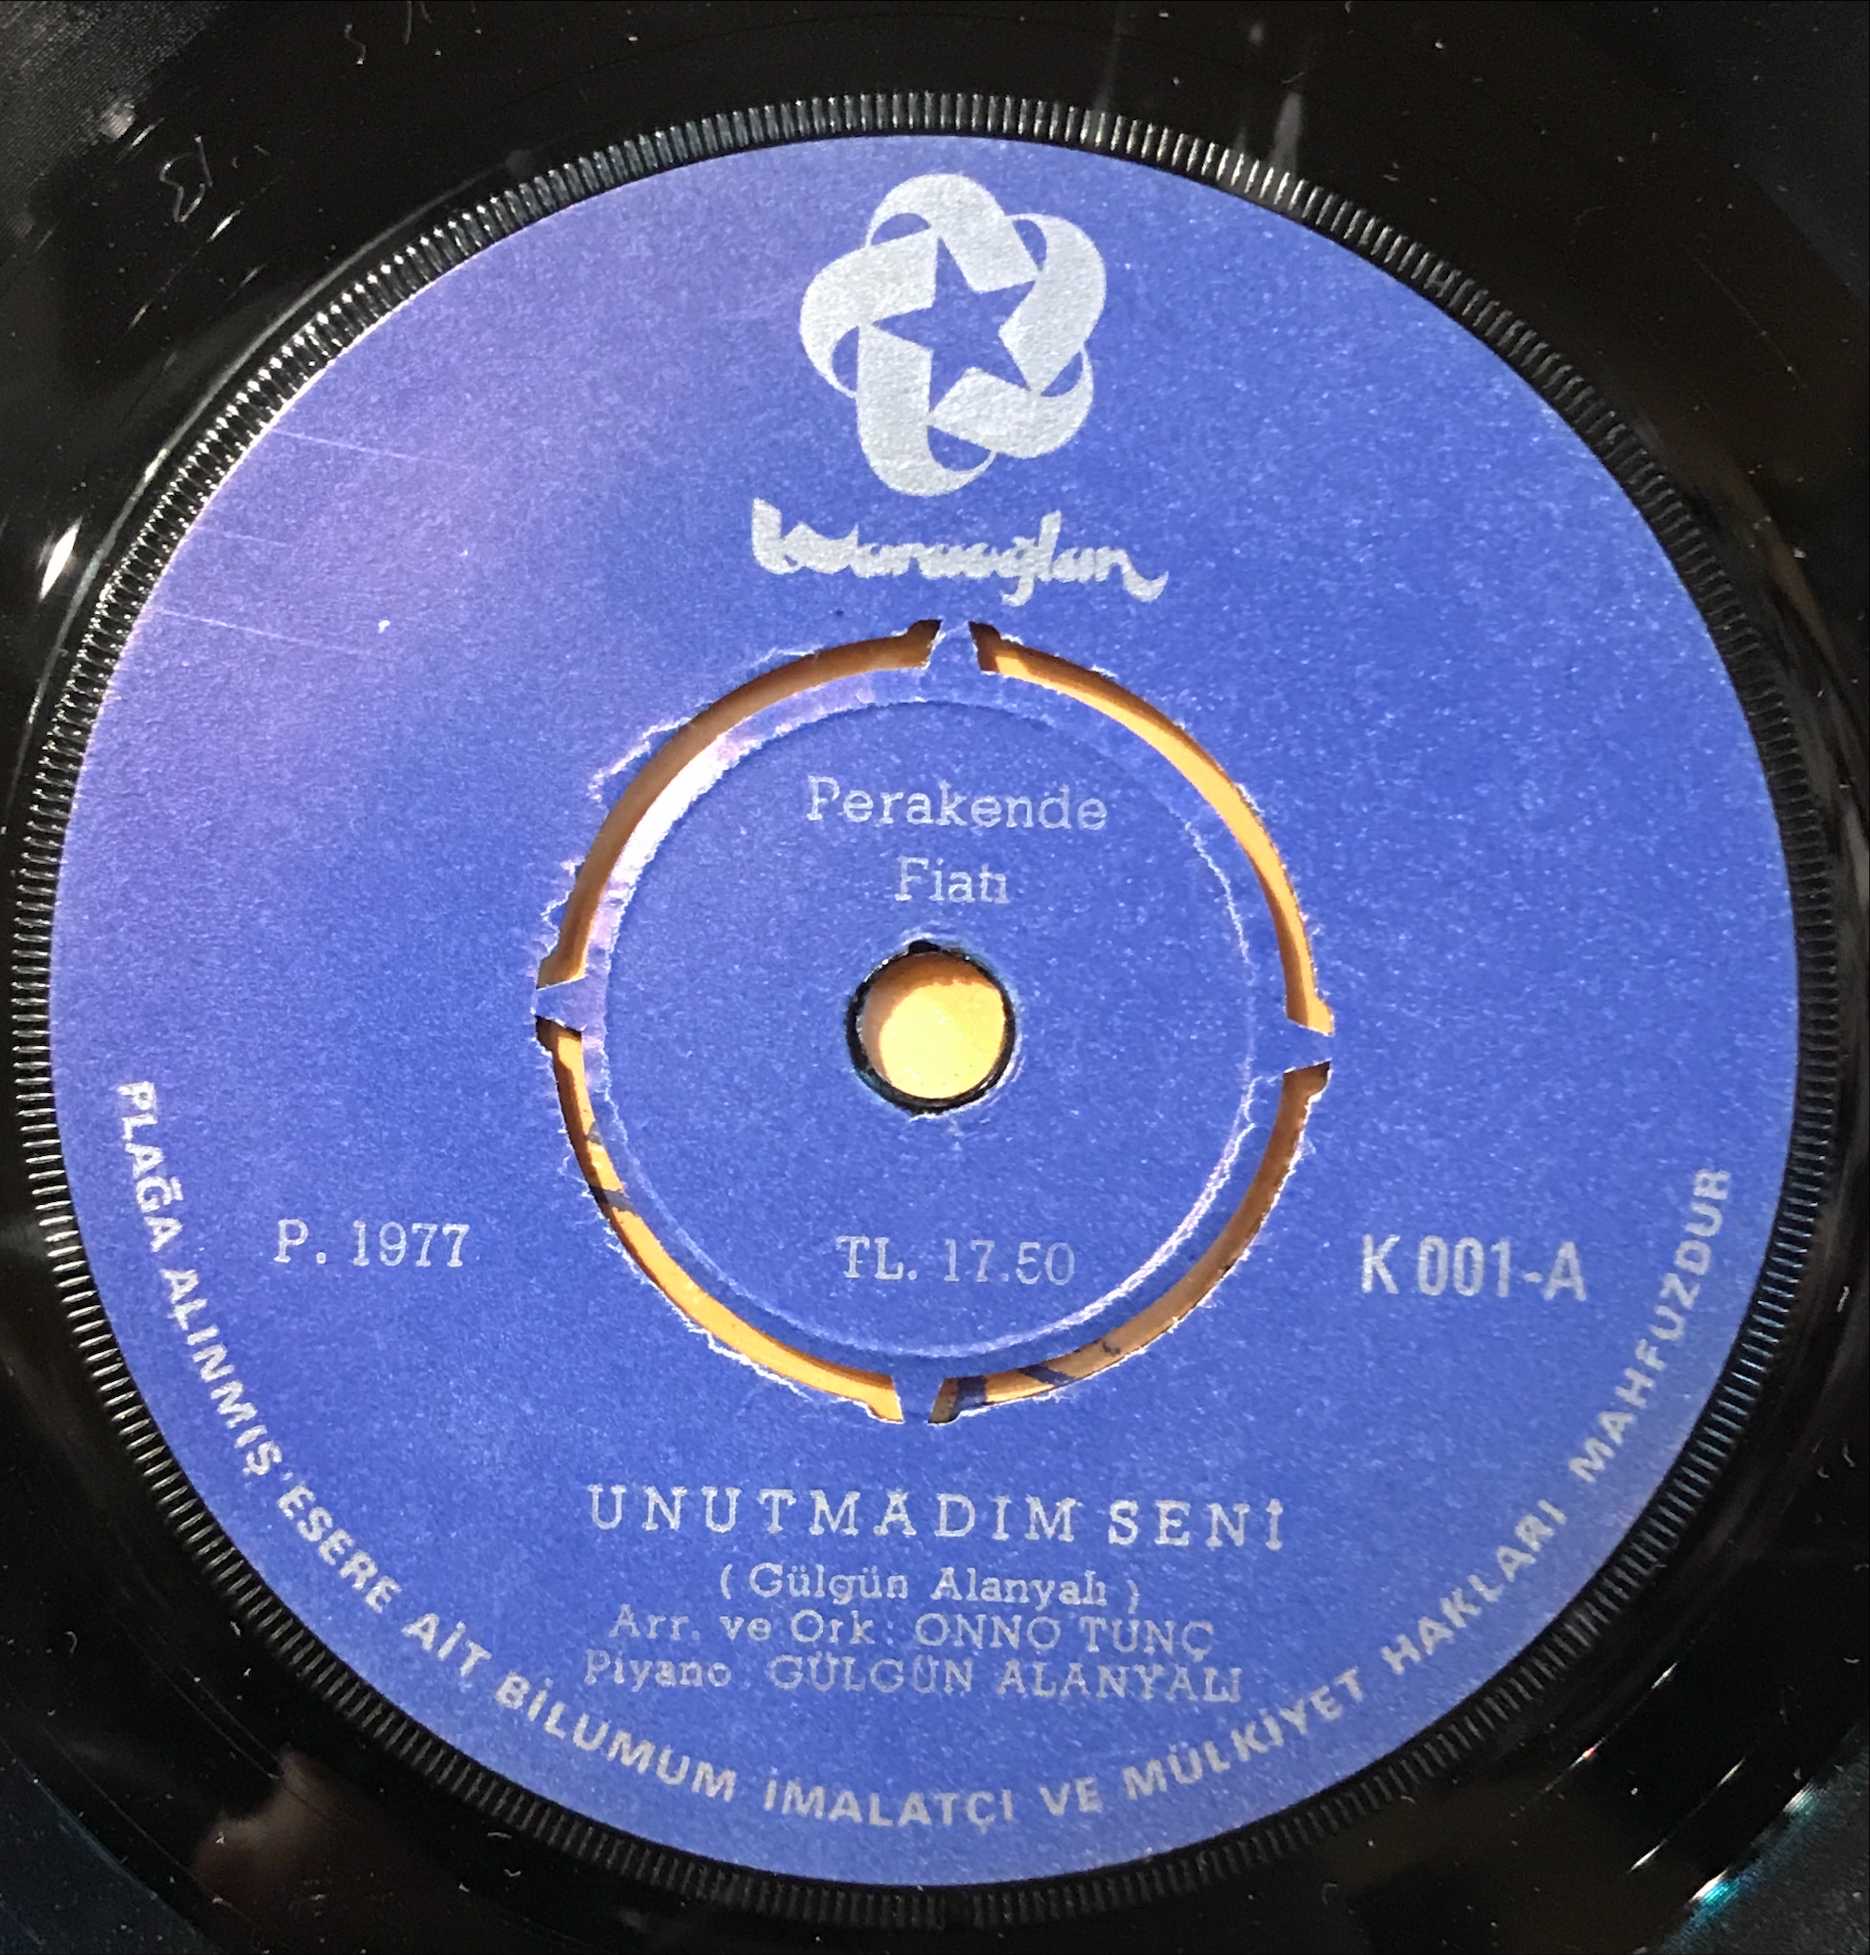 Perakende
Fiatı
P. 1977
TL. 17.50
K 001-A
UNUTMADIM SENİ
(Gülgün Alanyalı)
Arr. ve Ork: ONNO TUNÇ
Piyano: GÜLGÜN ALANYALI
PLAĞA ALINMIŞ ESERE AİT BİLUMUM İMALATÇI VE MÜLKİYET HAKLARI MAHFUZDUR